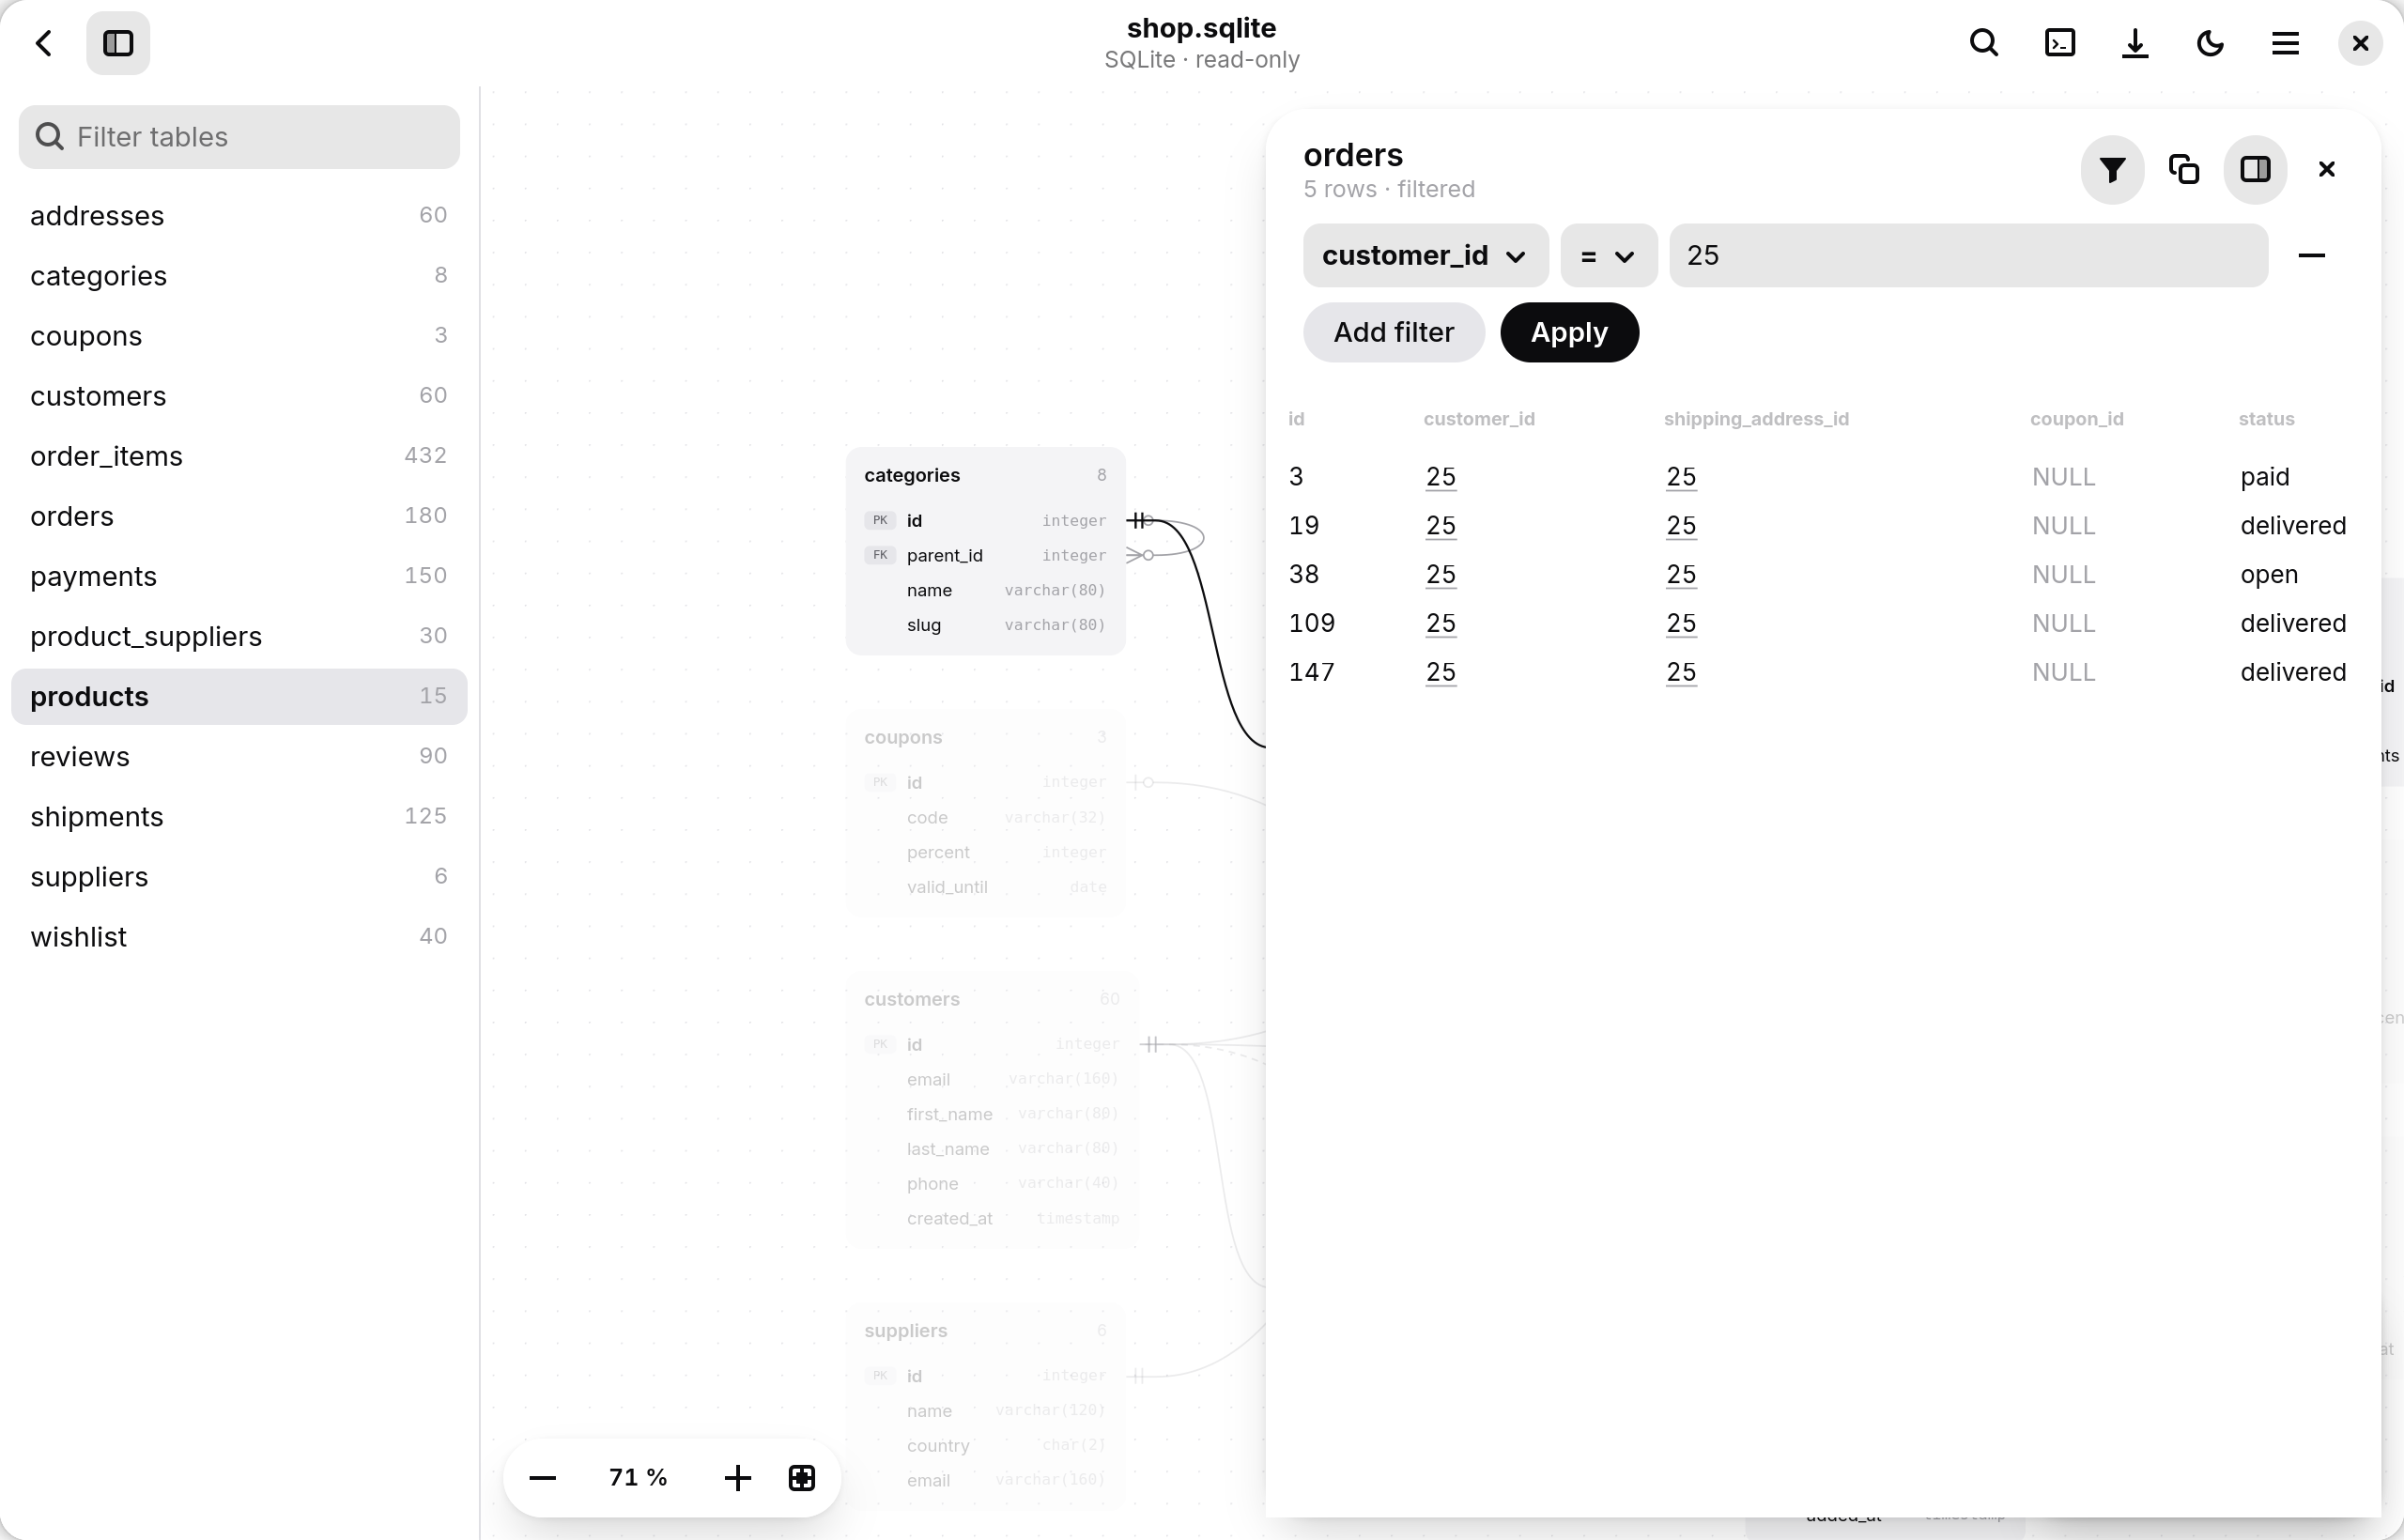 shop.sqlite
SQLite · read-only
Filter tables
addresses 60
categories 8
coupons 3
customers 60
order_items 432
orders 180
payments 150
product_suppliers 30
products 15
reviews 90
shipments 125
suppliers 6
wishlist 40
categories 8
PK id integer
FK parent_id integer
name varchar(80)
slug varchar(80)
coupons 3
PK id integer
code varchar(32)
percent integer
valid_until date
customers 60
PK id integer
email varchar(160)
first_name varchar(80)
last_name varchar(80)
phone varchar(40)
created_at timestamp
suppliers 6
PK id integer
name varchar(120)
country char(2)
email varchar(160)
71 %
orders
5 rows · filtered
customer_id = 25
Add filter Apply
id customer_id shipping_address_id coupon_id status
3 25 25 NULL paid
19 25 25 NULL delivered
38 25 25 NULL open
109 25 25 NULL delivered
147 25 25 NULL delivered
id
added_at timestamp